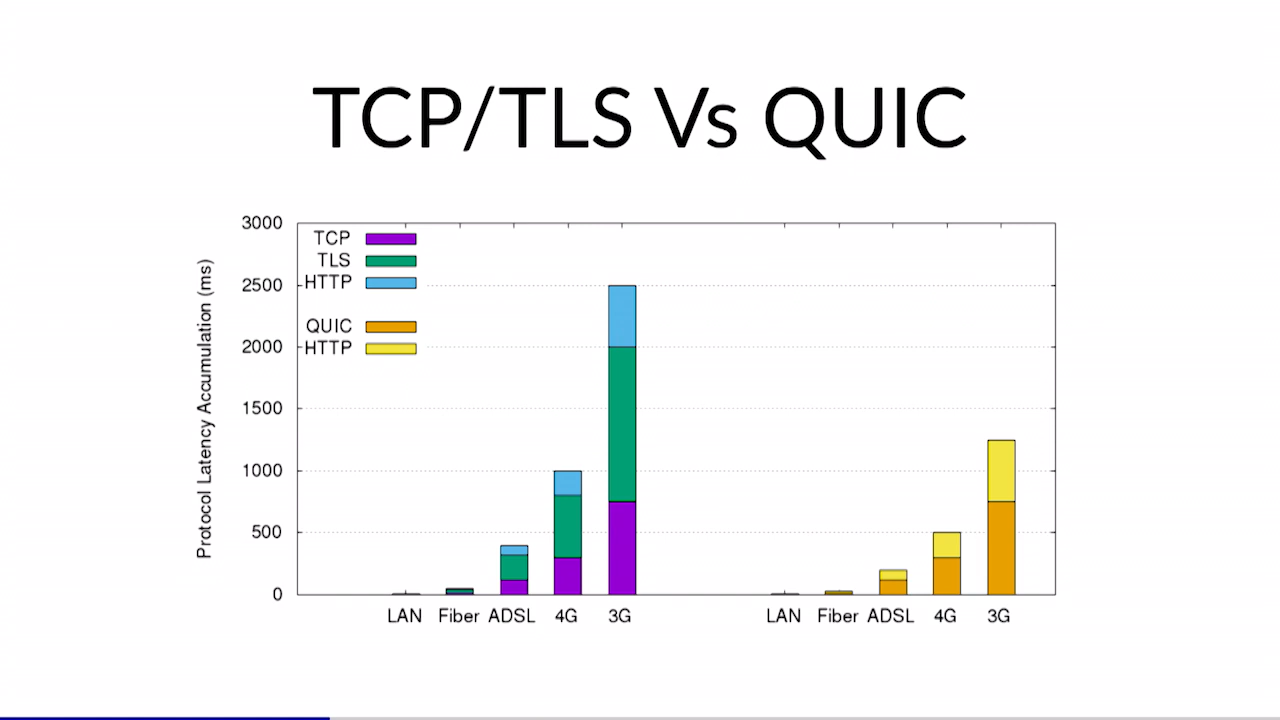 TCP/TLS Vs QUIC
Protocol Latency Accumulation (ms)
3000
2500
2000
1500
1000
500
0
TCP
TLS
HTTP
QUIC
HTTP
LAN Fiber ADSL 4G 3G LAN Fiber ADSL 4G 3G